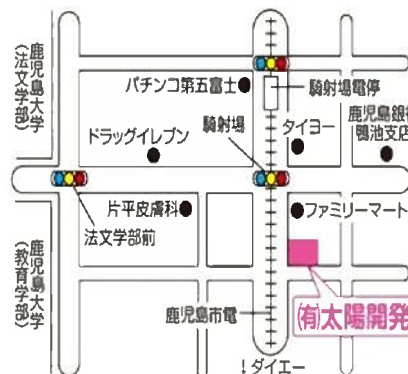 鹿児島大学
(法文学部)
パチンコ第五富士
騎射場電停
ドラッグイレブン
騎射場
タイヨー
鹿児島銀行
鴨池支店
片平皮膚科
ファミリーマート
法文学部前
鹿児島大学
(教育学部)
鹿児島市電
(有)太陽開発
↓ダイエー